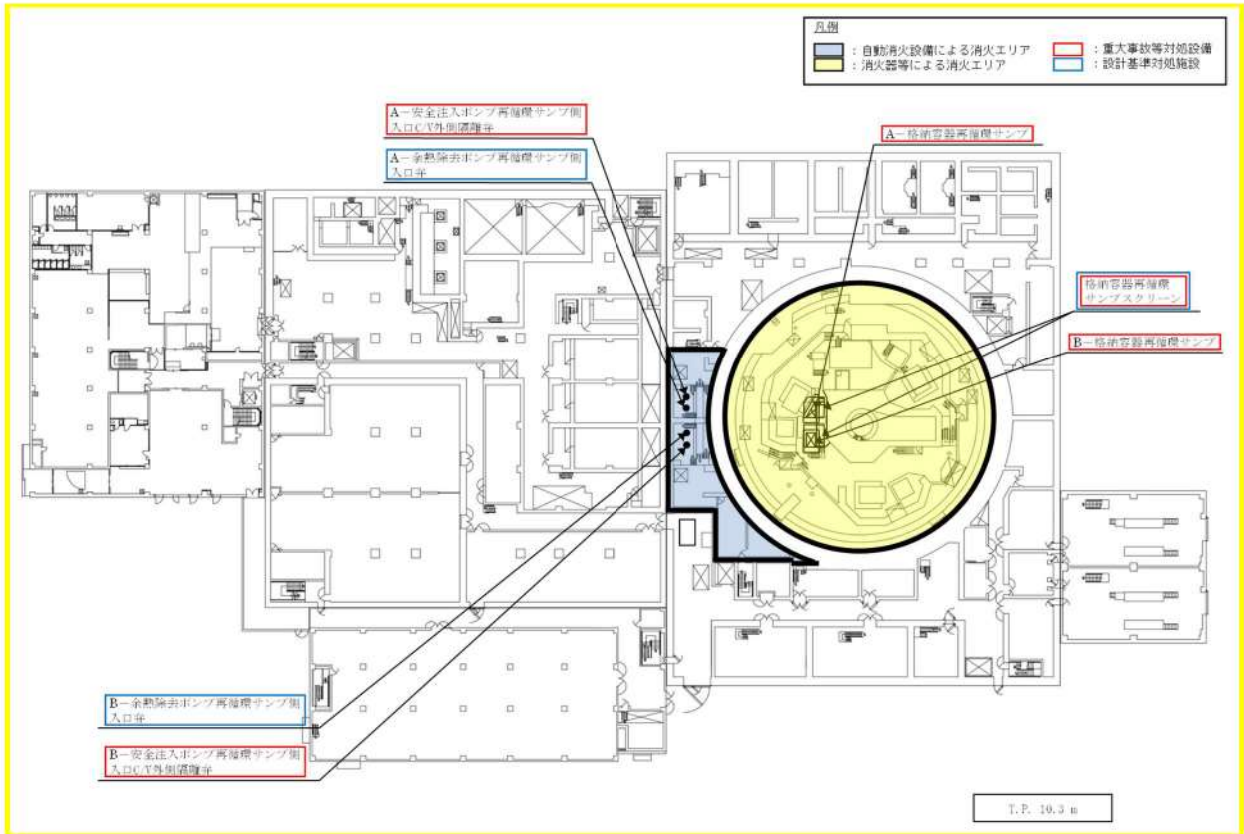 凡例
：自動消火設備による消火エリア
：重大事故等対処設備
：消火器等による消火エリア
：設計基準対処施設
A－安全注入ポンプ再循環サンプ側
入口C/V外側隔離弁
A－格納容器再循環サンプ
A－余熱除去ポンプ再循環サンプ側
入口弁
格納容器再循環
サンプスクリーン
B－格納容器再循環サンプ
B－余熱除去ポンプ再循環サンプ側
入口弁
B－安全注入ポンプ再循環サンプ側
入口C/V外側隔離弁
T.P. 10.3 m